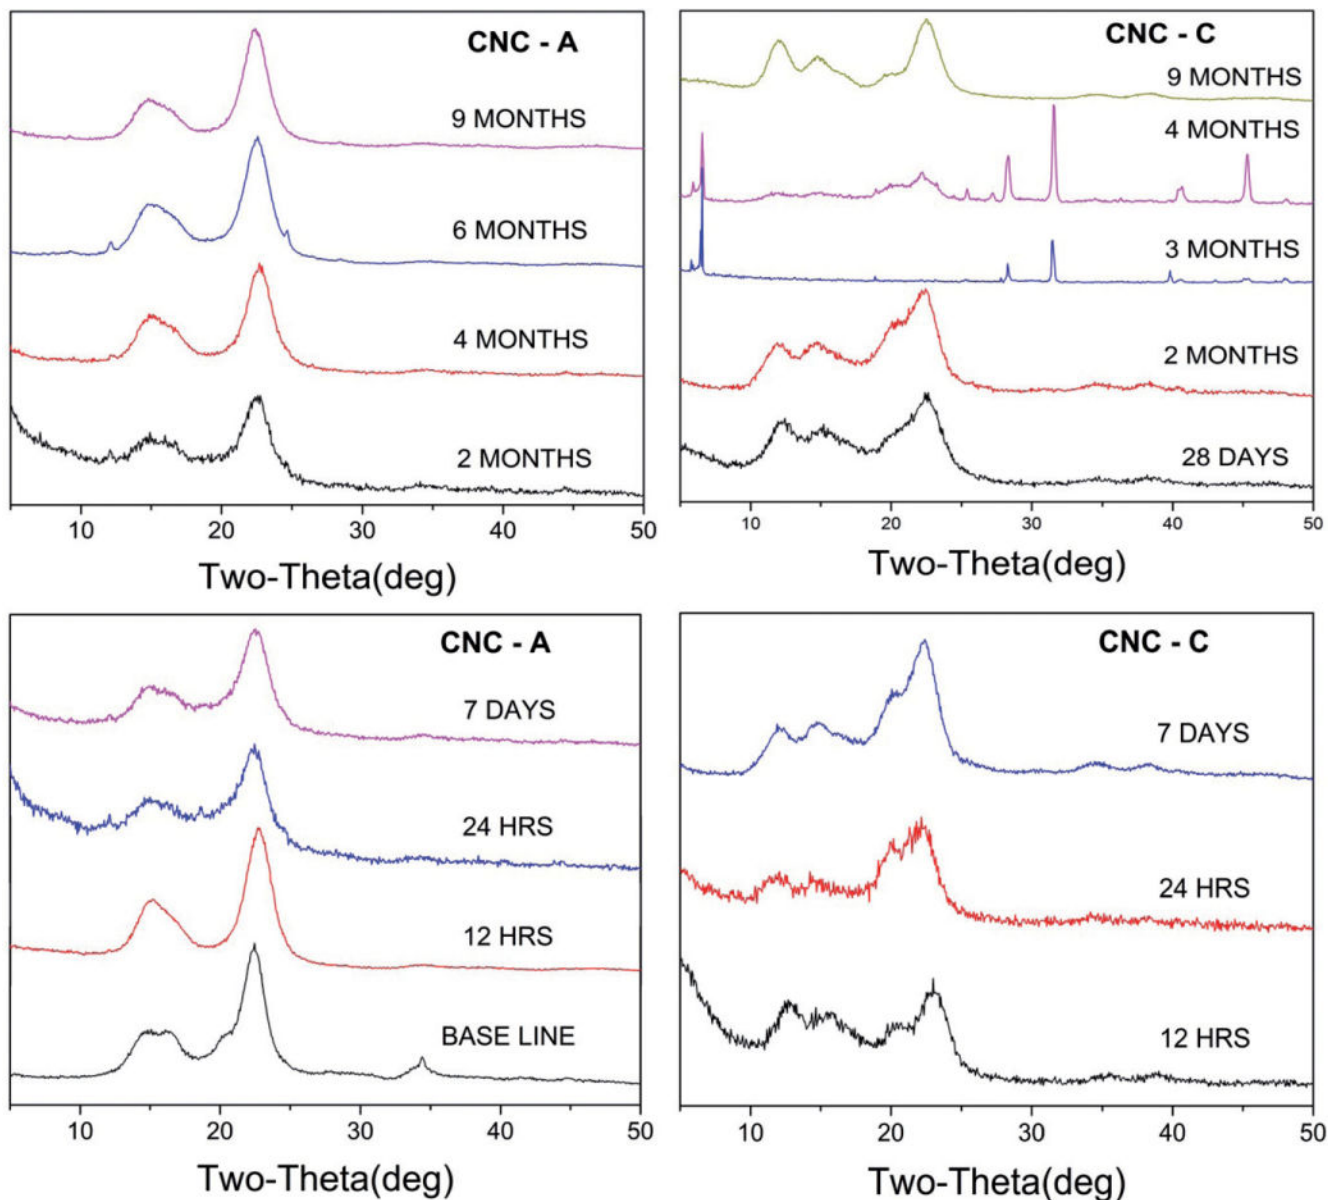 CNC - A
9 MONTHS
6 MONTHS
4 MONTHS
2 MONTHS
10 20 30 40 50
Two-Theta(deg)
CNC - C
9 MONTHS
4 MONTHS
3 MONTHS
2 MONTHS
28 DAYS
10 20 30 40 50
Two-Theta(deg)
CNC - A
7 DAYS
24 HRS
12 HRS
BASE LINE
10 20 30 40 50
Two-Theta(deg)
CNC - C
7 DAYS
24 HRS
12 HRS
10 20 30 40 50
Two-Theta(deg)